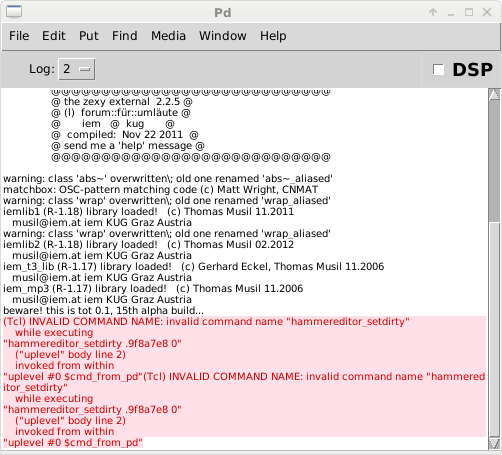 Pd
File Edit Put Find Media Window Help
Log: 2 DSP
@@@@@@@@@@@@@@@@@@@@@@@@@@@@
@ the zexy external 2.2.5 @
@ (l) forum::für::umläute @
@ iem @ kug @
@ compiled: Nov 22 2011 @
@ send me a 'help' message @
@@@@@@@@@@@@@@@@@@@@@@@@@@@@
warning: class 'abs~' overwritten\; old one renamed 'abs~_aliased'
matchbox: OSC-pattern matching code (c) Matt Wright, CNMAT
warning: class 'wrap' overwritten\; old one renamed 'wrap_aliased'
iemlib1 (R-1.18) library loaded! (c) Thomas Musil 11.2011
musil@iem.at iem KUG Graz Austria
warning: class 'wrap' overwritten\; old one renamed 'wrap_aliased'
iemlib2 (R-1.18) library loaded! (c) Thomas Musil 02.2012
musil@iem.at iem KUG Graz Austria
iem_t3_lib (R-1.17) library loaded! (c) Gerhard Eckel, Thomas Musil 11.2006
musil@iem.at iem KUG Graz Austria
iem_mp3 (R-1.17) library loaded! (c) Thomas Musil 11.2006
musil@iem.at iem KUG Graz Austria
beware! this is tot 0.1, 15th alpha build...
(Tcl) INVALID COMMAND NAME: invalid command name "hammereditor_setdirty"
while executing
"hammereditor_setdirty .9f8a7e8 0"
("uplevel" body line 2)
invoked from within
"uplevel #0 $cmd_from_pd"(Tcl) INVALID COMMAND NAME: invalid command name "hammered
itor_setdirty"
while executing
"hammereditor_setdirty .9f8a7e8 0"
("uplevel" body line 2)
invoked from within
"uplevel #0 $cmd_from_pd"